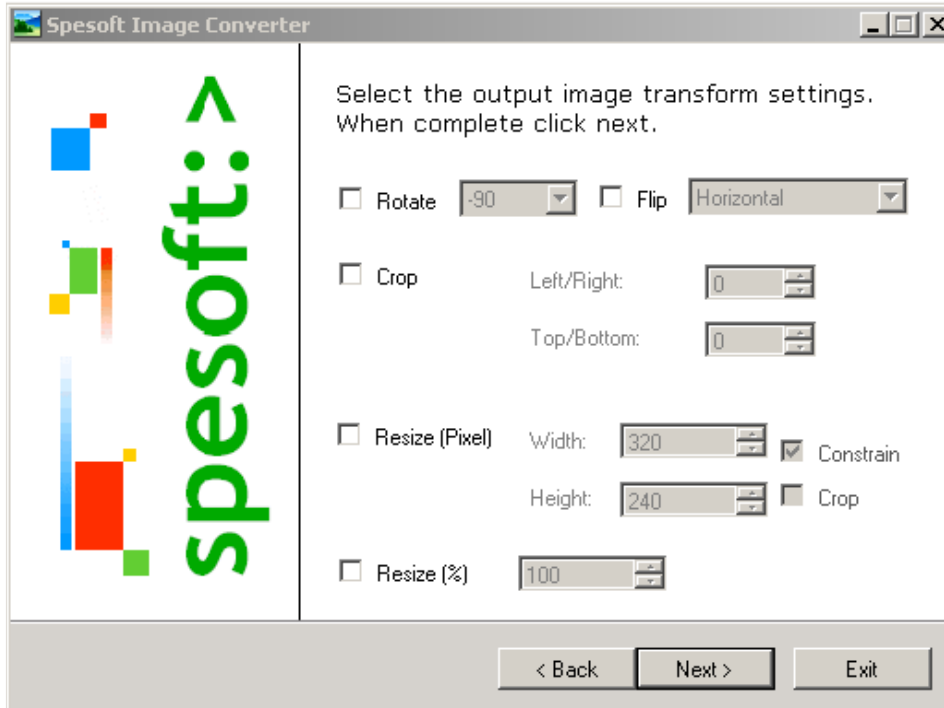 Spesoft Image Converter
spesoft:>
Select the output image transform settings.
When complete click next.
Rotate -90 Flip Horizontal
Crop Left/Right: 0
Top/Bottom: 0
Resize (Pixel) Width: 320 Constrain
Height: 240 Crop
Resize (%) 100
< Back Next > Exit